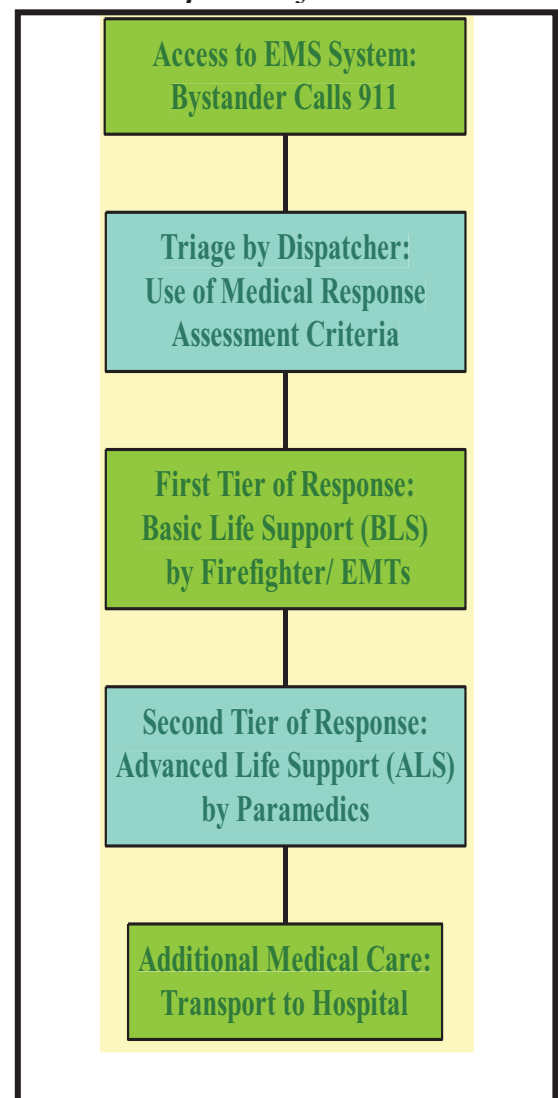 Access to EMS System:
Bystander Calls 911
Triage by Dispatcher:
Use of Medical Response
Assessment Criteria
First Tier of Response:
Basic Life Support (BLS)
by Firefighter/ EMTs
Second Tier of Response:
Advanced Life Support (ALS)
by Paramedics
Additional Medical Care:
Transport to Hospital